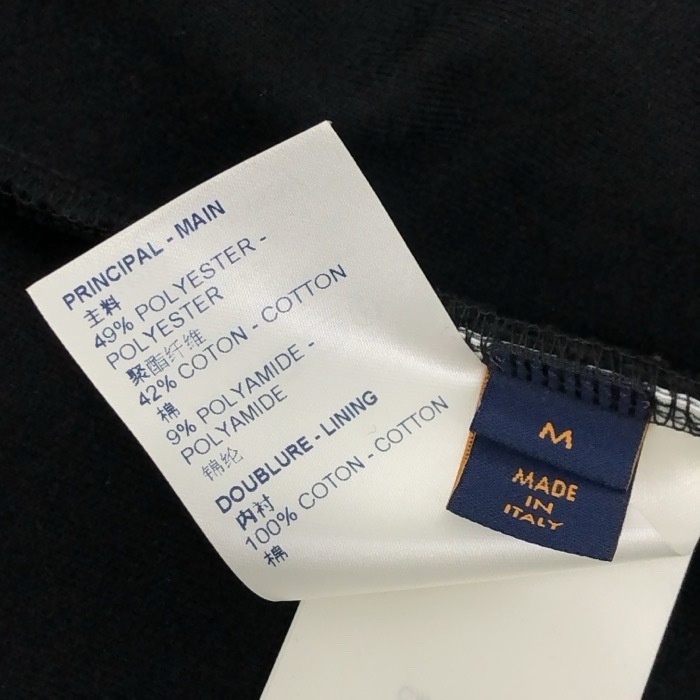 PRINCIPAL - MAIN
主料
49% POLYESTER -
POLYESTER
聚酯纤维
42% COTON - COTTON
棉
9% POLYAMIDE -
POLYAMIDE
锦纶
DOUBLURE - LINING
内衬
100% COTON - COTTON
棉
M
MADE
IN
ITALY